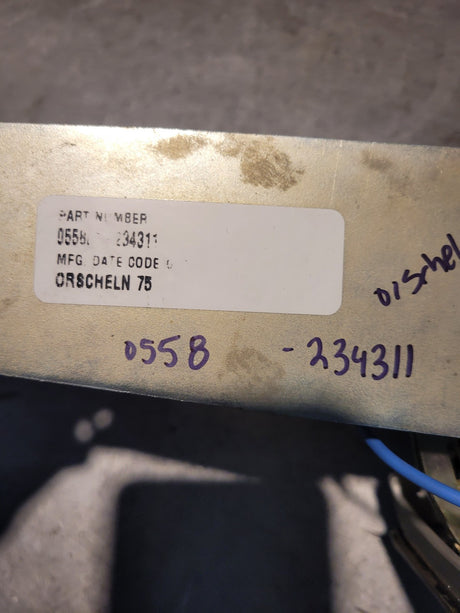 PART NUMBER
0558 234311
MFG. DATE CODE
ORSCHELN 75
orschel
0558 -234311